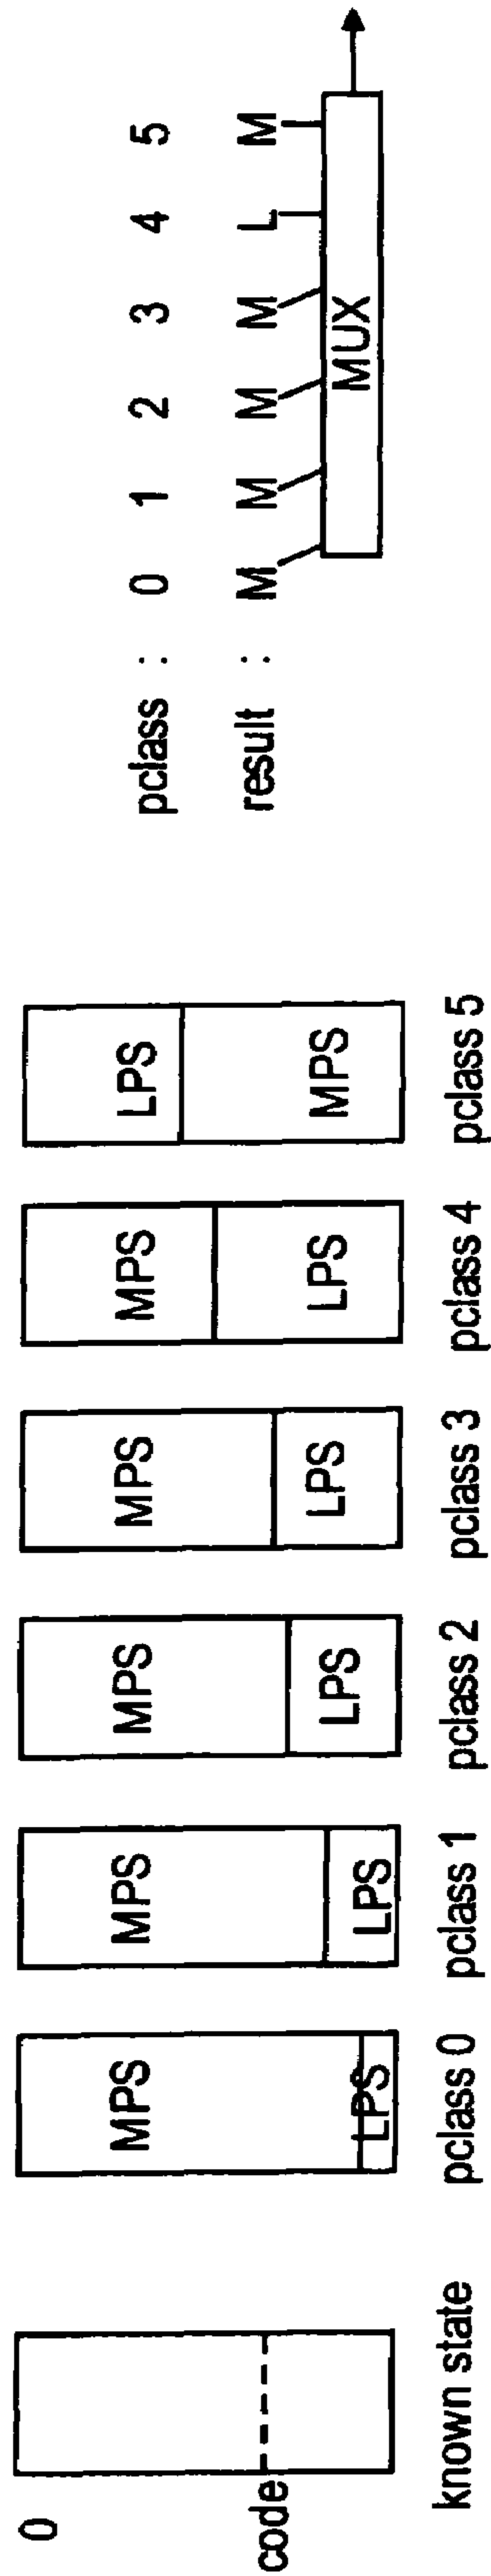 0
code
known state
MPS
LPS
pclass 0
MPS
LPS
pclass 1
MPS
LPS
pclass 2
MPS
LPS
pclass 3
MPS
LPS
pclass 4
LPS
MPS
pclass 5
pclass : 0 1 2 3 4 5
result : M M M M L M
MUX